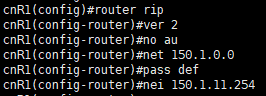 cnR1(config)#router rip
cnR1(config-router)#ver 2
cnR1(config-router)#no au
cnR1(config-router)#net 150.1.0.0
cnR1(config-router)#pass def
cnR1(config-router)#nei 150.1.11.254